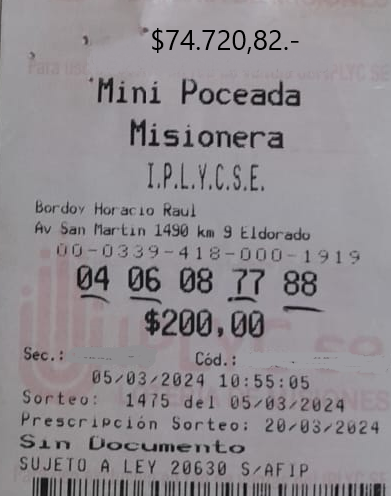 $74.720,82.-
Mini Poceada
Misionera
I.P.L.Y.C.S.E.
Bordoy Horacio Raul
Av San Martin 1490 km 9 Eldorado
00-0339-418-000-1919
04 06 08 77 88
$200,00
Sec.: Cód.:
05/03/2024 10:55:05
Sorteo: 1475 del 05/03/2024
Prescripción Sorteo: 20/03/2024
Sin Documento
SUJETO A LEY 20630 S/AFIP